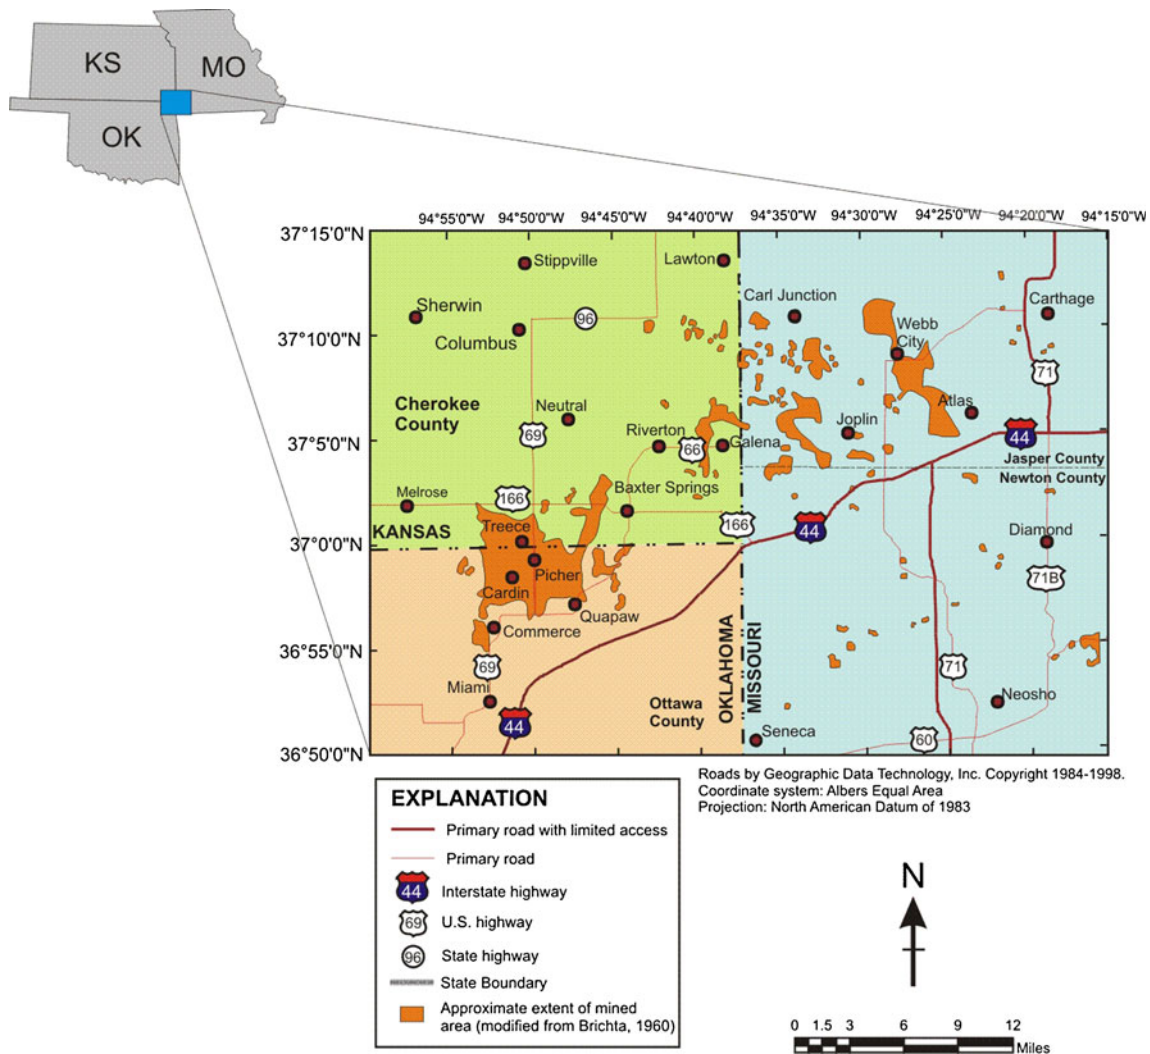 KS
MO
OK
94°55'0"W 94°50'0"W 94°45'0"W 94°40'0"W 94°35'0"W 94°30'0"W 94°25'0"W 94°20'0"W 94°15'0"W
37°15'0"N
Stippville
Lawton
Carl Junction
Sherwin
Carthage
96
Columbus
37°10'0"N
Webb
City
71
Cherokee
County
Neutral
Atlas
69
Riverton
66
Galena
Joplin
44
37°5'0"N
Jasper County
Newton County
Melrose
166
Baxter Springs
166
44
KANSAS
Treece
Diamond
37°0'0"N
Picher
Cardin
71B
Quapaw
Commerce
36°55'0"N
69
71
Miami
Ottawa
County
OKLAHOMA
MISSOURI
Neosho
44
Seneca
60
36°50'0"N
Roads by Geographic Data Technology, Inc. Copyright 1984-1998.
Coordinate system: Albers Equal Area
Projection: North American Datum of 1983
EXPLANATION
Primary road with limited access
Primary road
44 Interstate highway
69 U.S. highway
96 State highway
State Boundary
Approximate extent of mined
area (modified from Brichta, 1960)
N
0 1.5 3 6 9 12
Miles